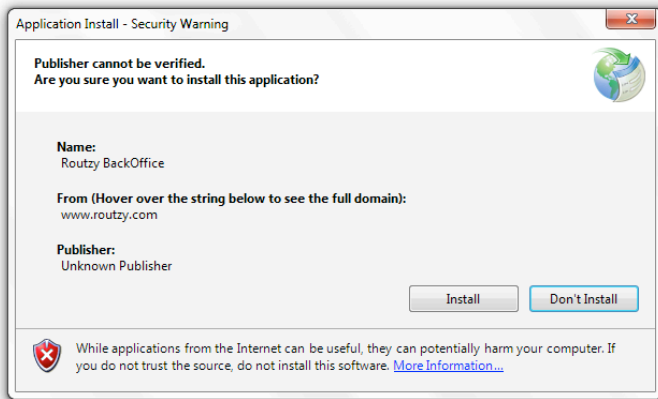 Application Install - Security Warning
Publisher cannot be verified.
Are you sure you want to install this application?
Name:
Routzy BackOffice
From (Hover over the string below to see the full domain):
www.routzy.com
Publisher:
Unknown Publisher
Install
Don't Install
While applications from the Internet can be useful, they can potentially harm your computer. If
you do not trust the source, do not install this software. More Information...